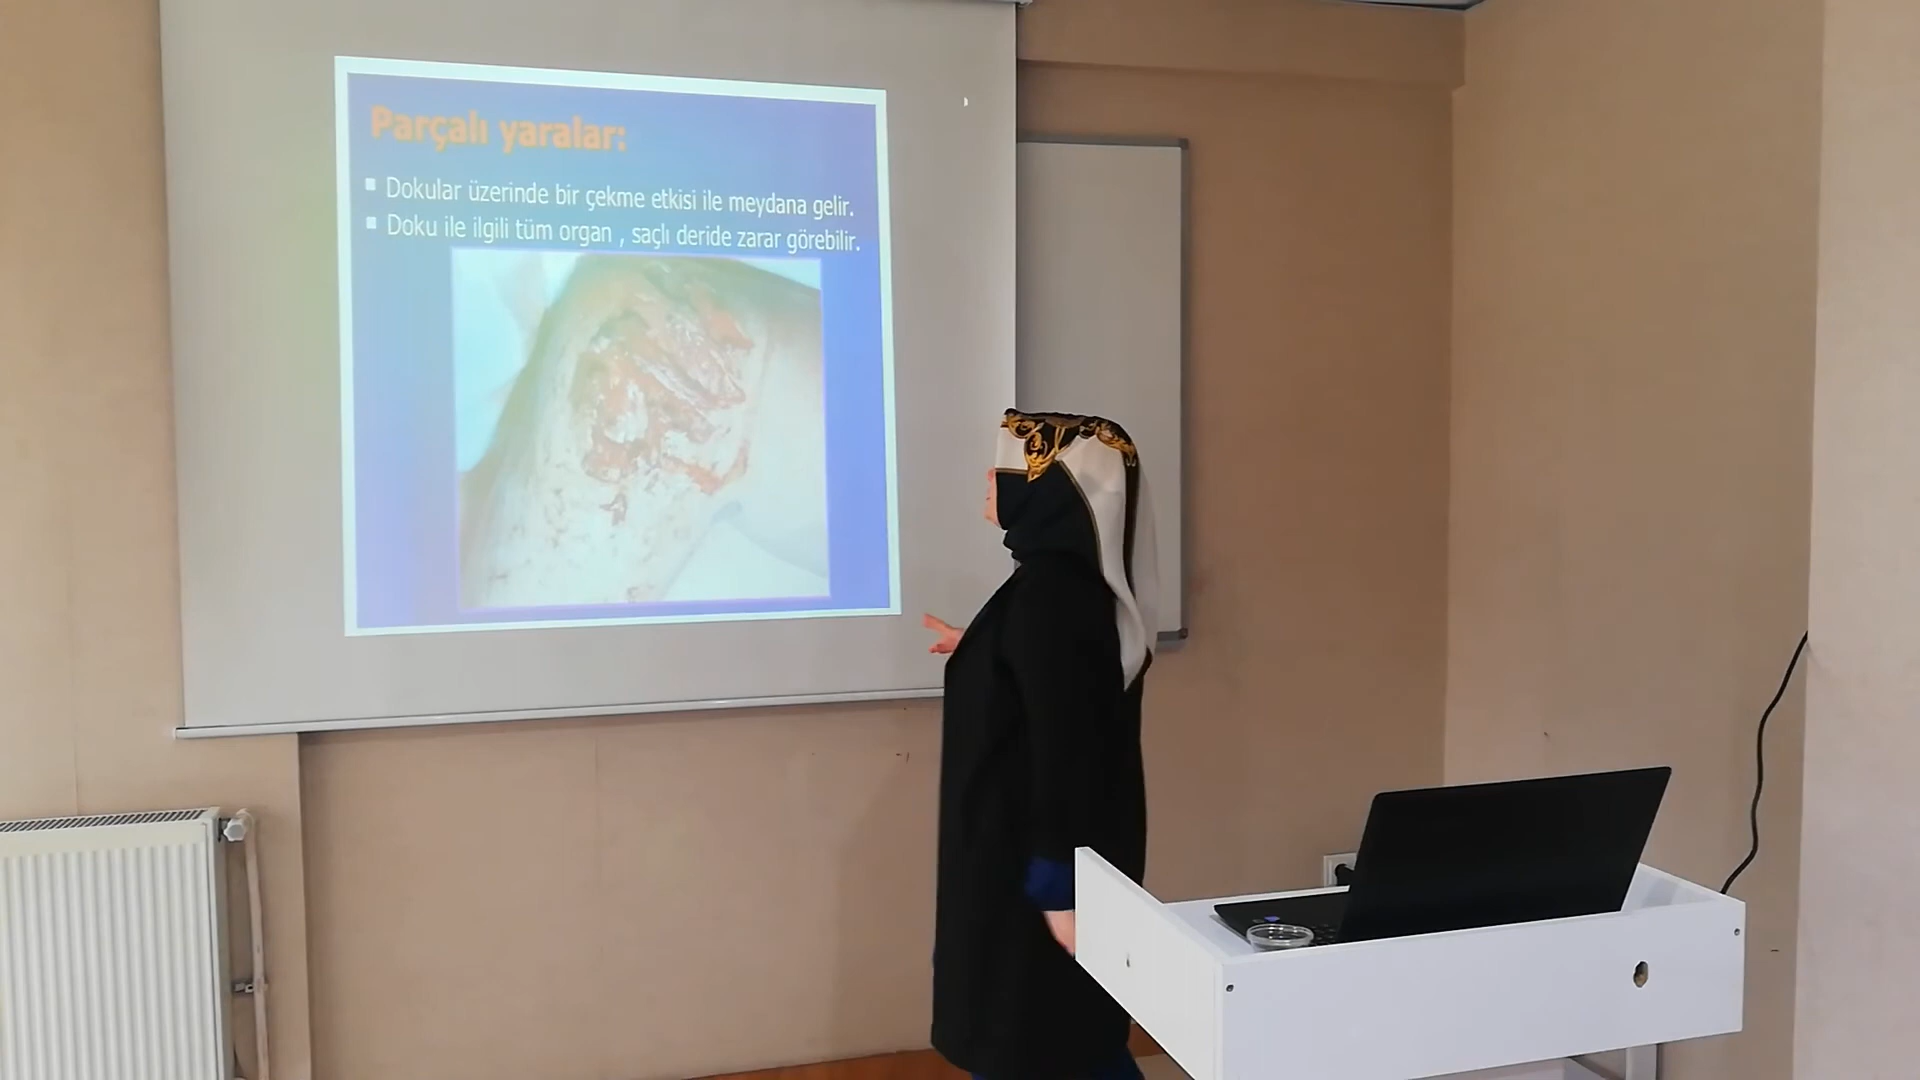 Parçalı yaralar:
Dokular üzerinde bir çekme etkisi ile meydana gelir.
Doku ile ilgili tüm organ , saçlı deride zarar görebilir.